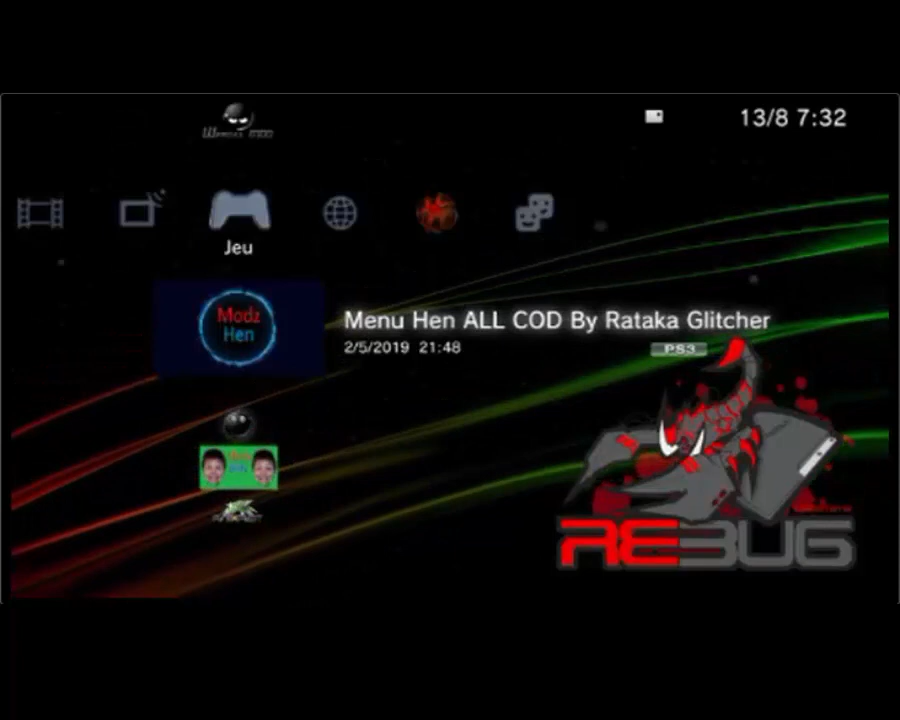 13/8 7:32
Jeu
Modz
Hen
Menu Hen ALL COD By Rataka Glitcher
2/5/2019 21:48
PS3
REBUG